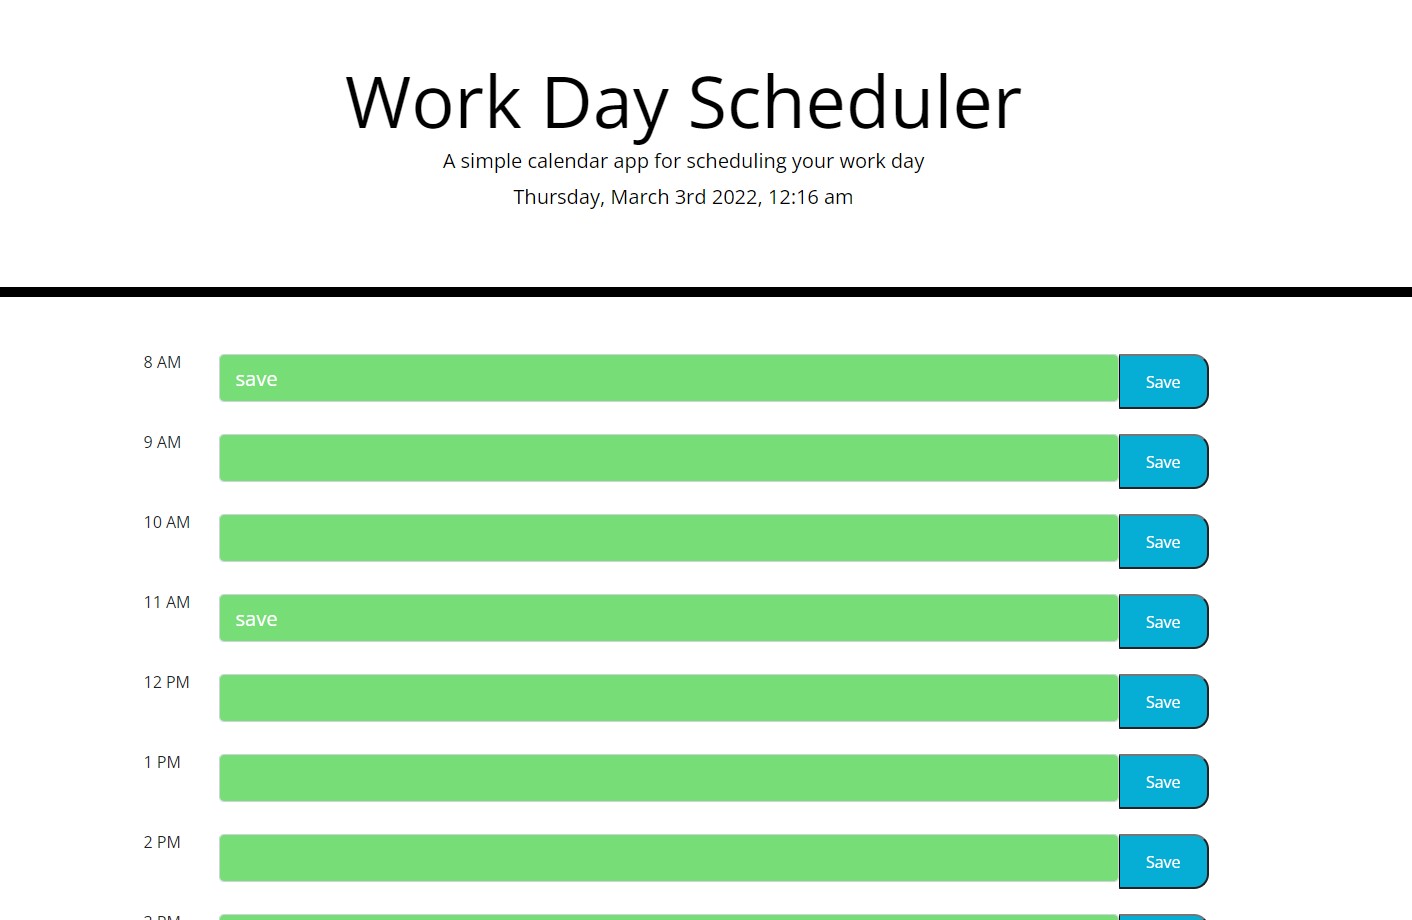 Work Day Scheduler
A simple calendar app for scheduling your work day
Thursday, March 3rd 2022, 12:16 am
8 AM save Save
9 AM Save
10 AM Save
11 AM save Save
12 PM Save
1 PM Save
2 PM Save